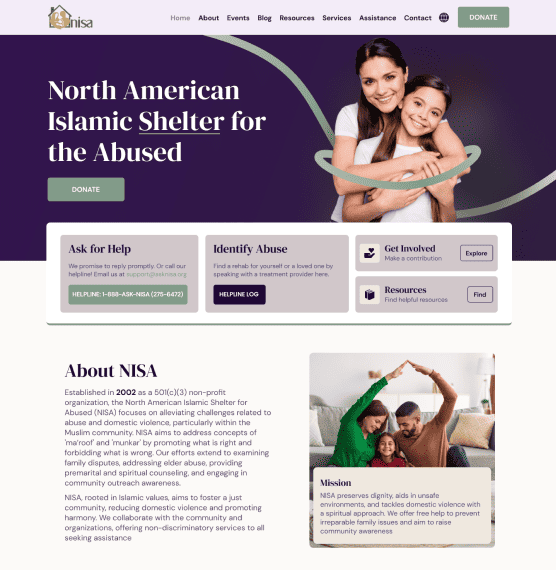 nisa
Home About Events Blog Resources Services Assistance Contact DONATE
North American
Islamic Shelter for
the Abused
DONATE
Ask for Help
We promise to reply promptly. Or call our
helpline! Email us at support@asknisa.org
HELPLINE: 1-888-ASK-NISA (275-6472)
Identify Abuse
Find a rehab for yourself or a loved one by
speaking with a treatment provider here.
HELPLINE LOG
Get Involved
Make a contribution
Explore
Resources
Find helpful resources
Find
About NISA
Established in 2002 as a 501(c)(3) non-profit
organization, the North American Islamic Shelter for
Abused (NISA) focuses on alleviating challenges related to
abuse and domestic violence, particularly within the
Muslim community. NISA aims to address concepts of
'ma'roof' and 'munkar' by promoting what is right and
forbidding what is wrong. Our efforts extend to examining
family disputes, addressing elder abuse, providing
premarital and spiritual counseling, and engaging in
community outreach awareness.
NISA, rooted in Islamic values, aims to foster a just
community, reducing domestic violence and promoting
harmony. We collaborate with the community and
organizations, offering non-discriminatory services to all
seeking assistance
Mission
NISA preserves dignity, aids in unsafe
environments, and tackles domestic violence with
a spiritual approach. We offer free help to prevent
irreparable family issues and aim to raise
community awareness